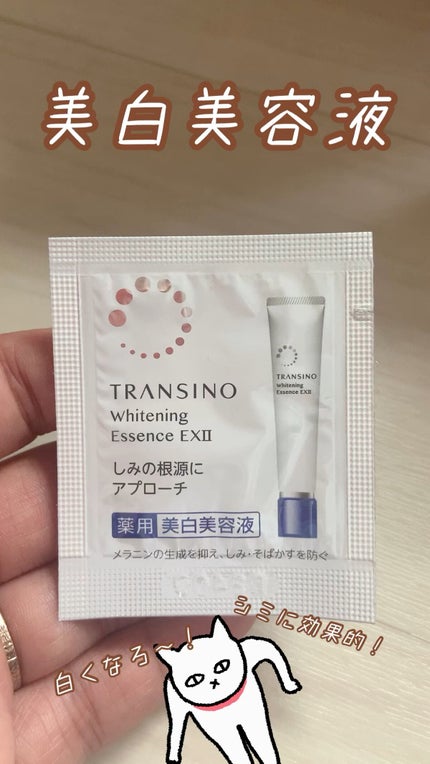 美白美容液
TRANSINO
Whitening
Essence EXII
しみの根源に
アプローチ
薬用 美白美容液
メラニンの生成を抑え、しみ・そばかすを防ぐ
TRANSINO
Whitening
Essence EXII
シミに効果的！
白くなろ〜！